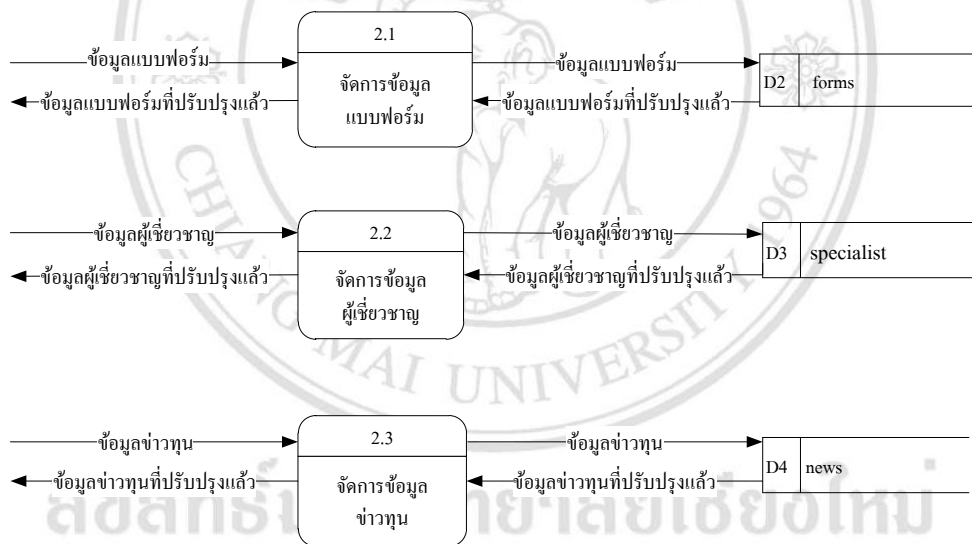 2.1
ข้อมูลแบบฟอร์ม
ข้อมูลแบบฟอร์มที่ปรับปรุงแล้ว
จัดการข้อมูล
แบบฟอร์ม
ข้อมูลแบบฟอร์ม
ข้อมูลแบบฟอร์มที่ปรับปรุงแล้ว
D2 forms
2.2
ข้อมูลผู้เชี่ยวชาญ
ข้อมูลผู้เชี่ยวชาญที่ปรับปรุงแล้ว
จัดการข้อมูล
ผู้เชี่ยวชาญ
ข้อมูลผู้เชี่ยวชาญ
ข้อมูลผู้เชี่ยวชาญที่ปรับปรุงแล้ว
D3 specialist
CHIANG MAI UNIVERSITY 1964
2.3
ข้อมูลข่าวทุน
ข้อมูลข่าวทุนที่ปรับปรุงแล้ว
จัดการข้อมูล
ข่าวทุน
ข้อมูลข่าวทุน
ข้อมูลข่าวทุนที่ปรับปรุงแล้ว
D4 news